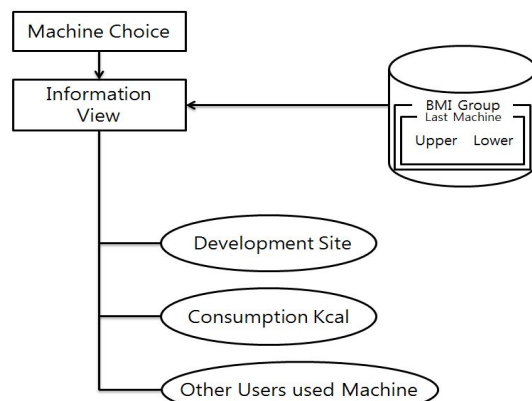 Machine Choice
Information
View
BMI Group
Last Machine
Upper Lower
Development Site
Consumption Kcal
Other Users used Machine